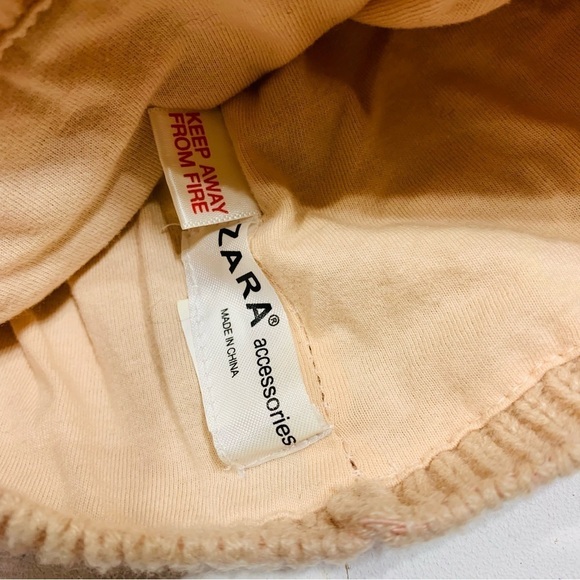 KEEP AWAY
FROM FIRE
ZARA® accessories
MADE IN CHINA